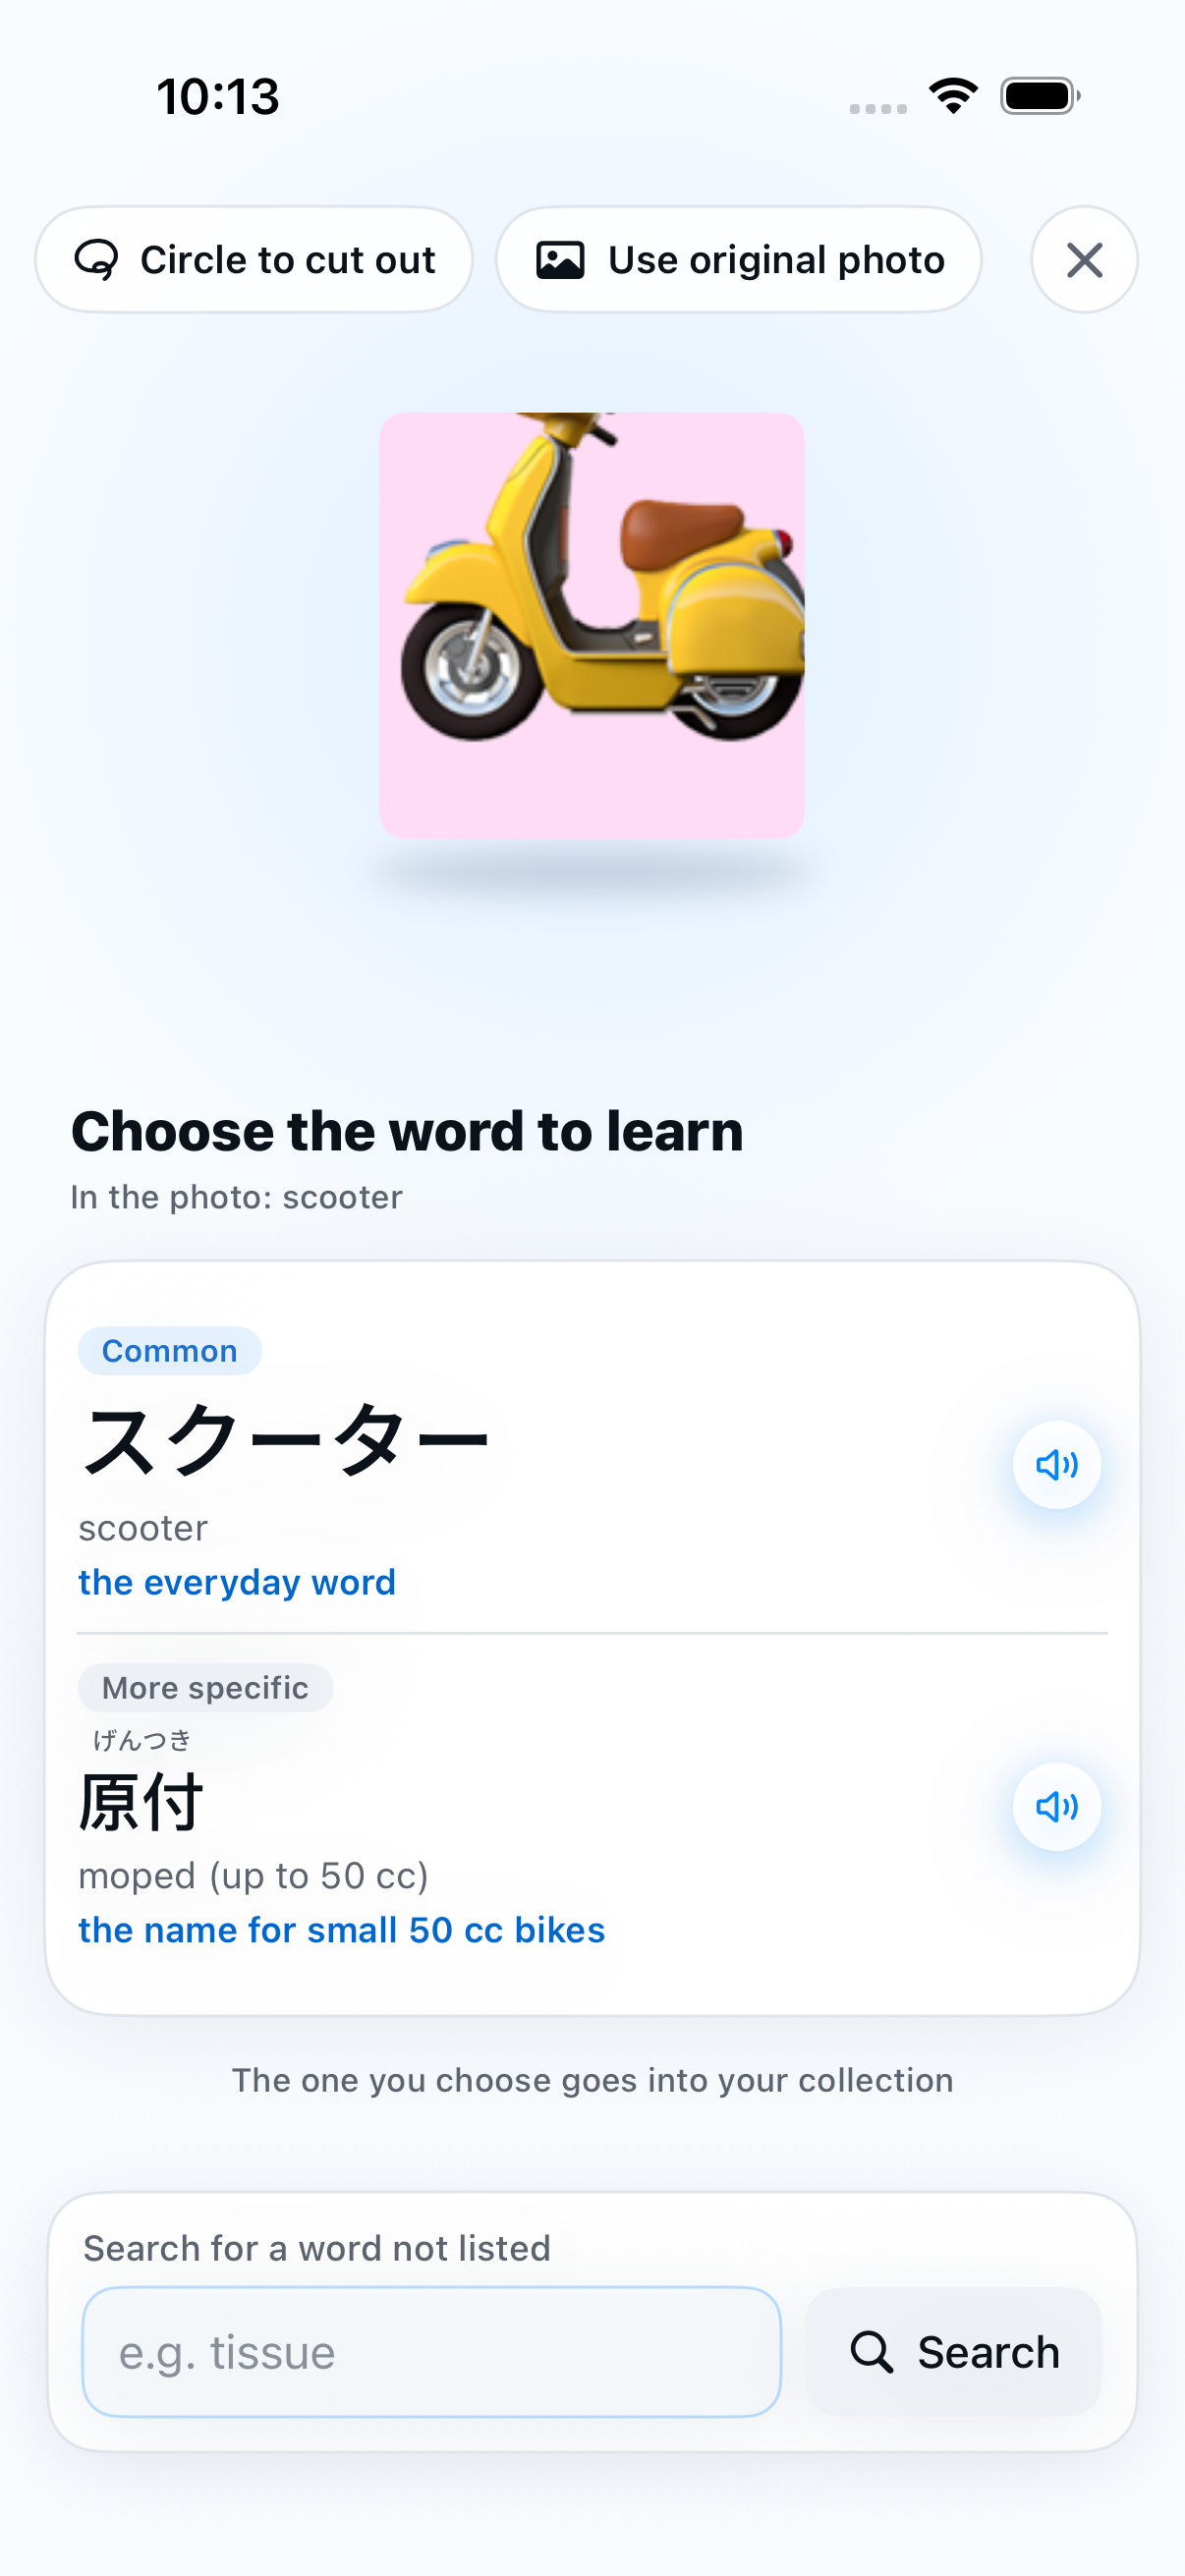 10:13
Circle to cut out
Use original photo
Choose the word to learn
In the photo: scooter
Common
スクーター
scooter
the everyday word
More specific
げんつき
原付
moped (up to 50 cc)
the name for small 50 cc bikes
The one you choose goes into your collection
Search for a word not listed
e.g. tissue
Search